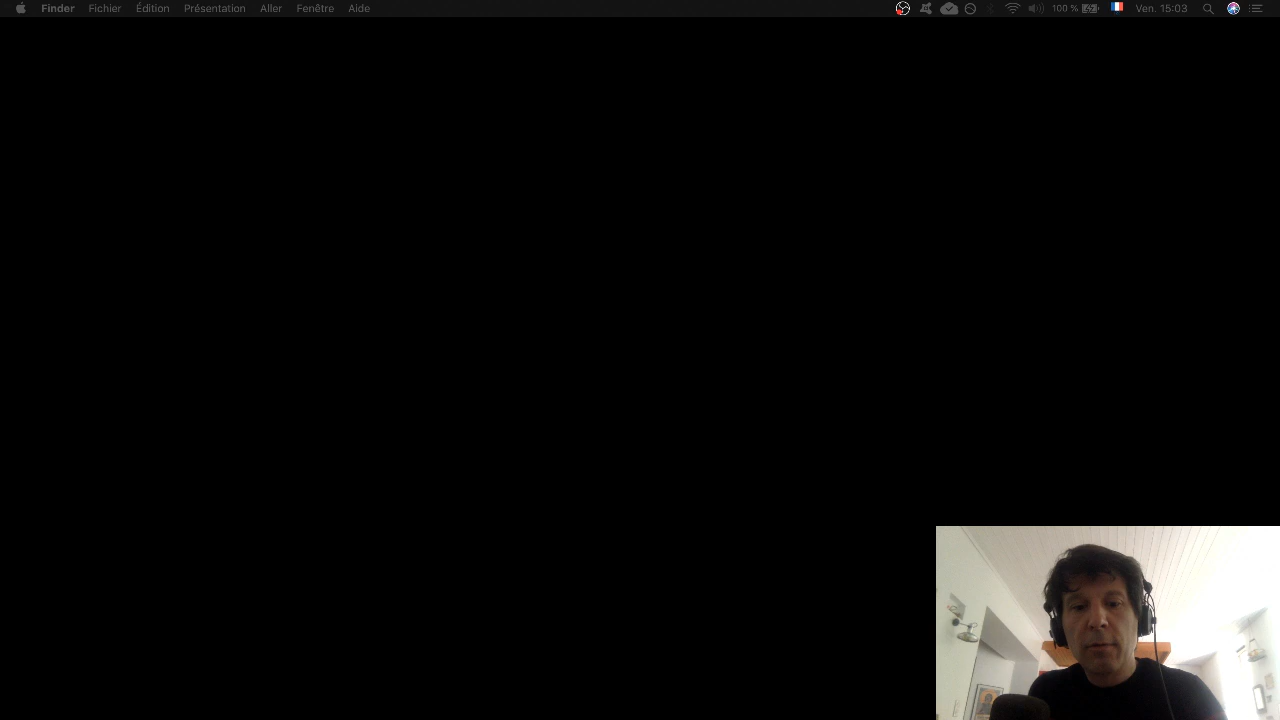 Finder Fichier Édition Présentation Aller Fenêtre Aide 100 % Ven. 15:03